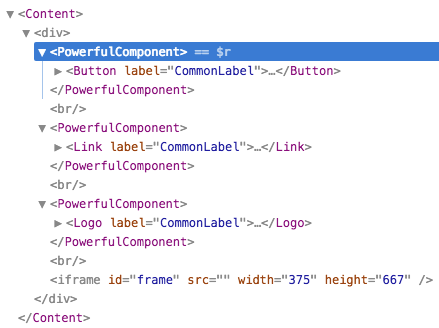 ▼<Content>
▼<div>
▼<PowerfulComponent> == $r
▶<Button label="CommonLabel">…</Button>
</PowerfulComponent>
<br/>
▼<PowerfulComponent>
▶<Link label="CommonLabel">…</Link>
</PowerfulComponent>
<br/>
▼<PowerfulComponent>
▶<Logo label="CommonLabel">…</Logo>
</PowerfulComponent>
<br/>
<iframe id="frame" src="" width="375" height="667" />
</div>
</Content>